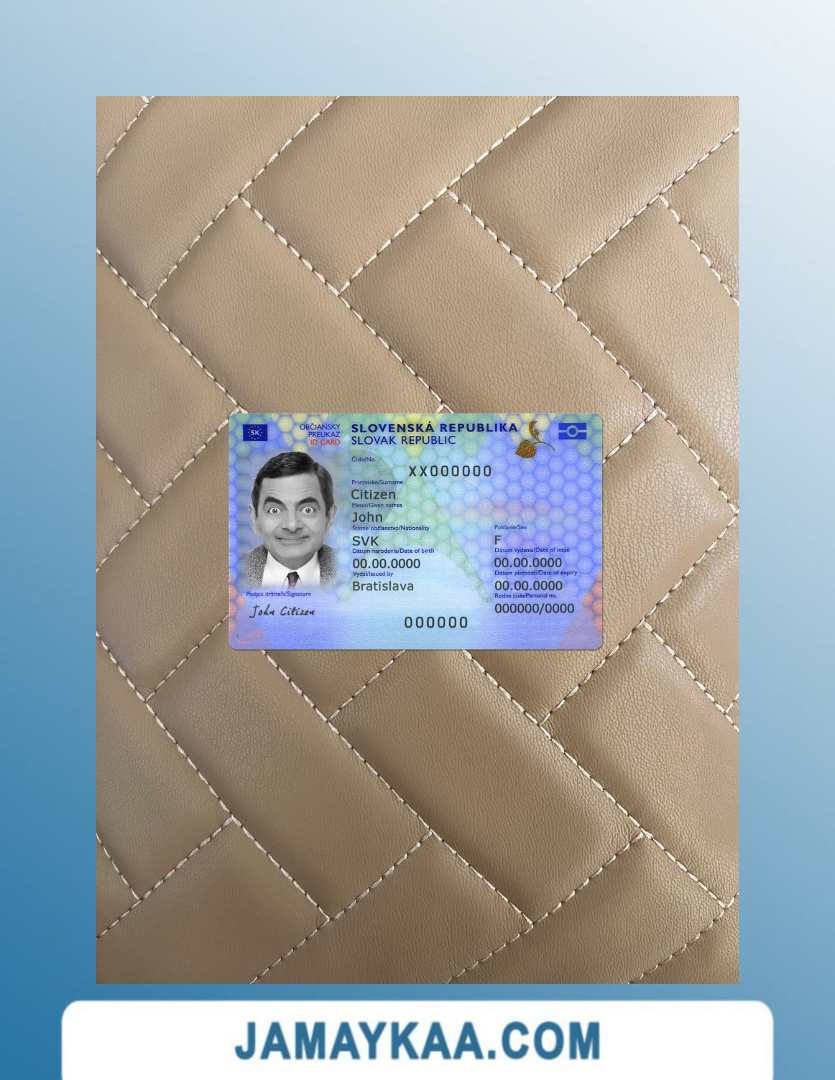 SK
OBČIANSKY
PREUKAZ
ID CARD
SLOVENSKÁ REPUBLIKA
SLOVAK REPUBLIC
Číslo/No.
XX000000
Priezvisko/Surname
Citizen
Meno/Given names
John
Štátne občianstvo/Nationality
SVK
Pohlavie/Sex
F
Dátum narodenia/Date of birth
00.00.0000
Dátum vydania/Date of issue
00.00.0000
Vydal/Issued by
Bratislava
Dátum platnosti/Date of expiry
00.00.0000
Rodné číslo/Personal no.
000000/0000
Podpis držiteľa/Signature
John Citizen
000000
JAMAYKAA.COM